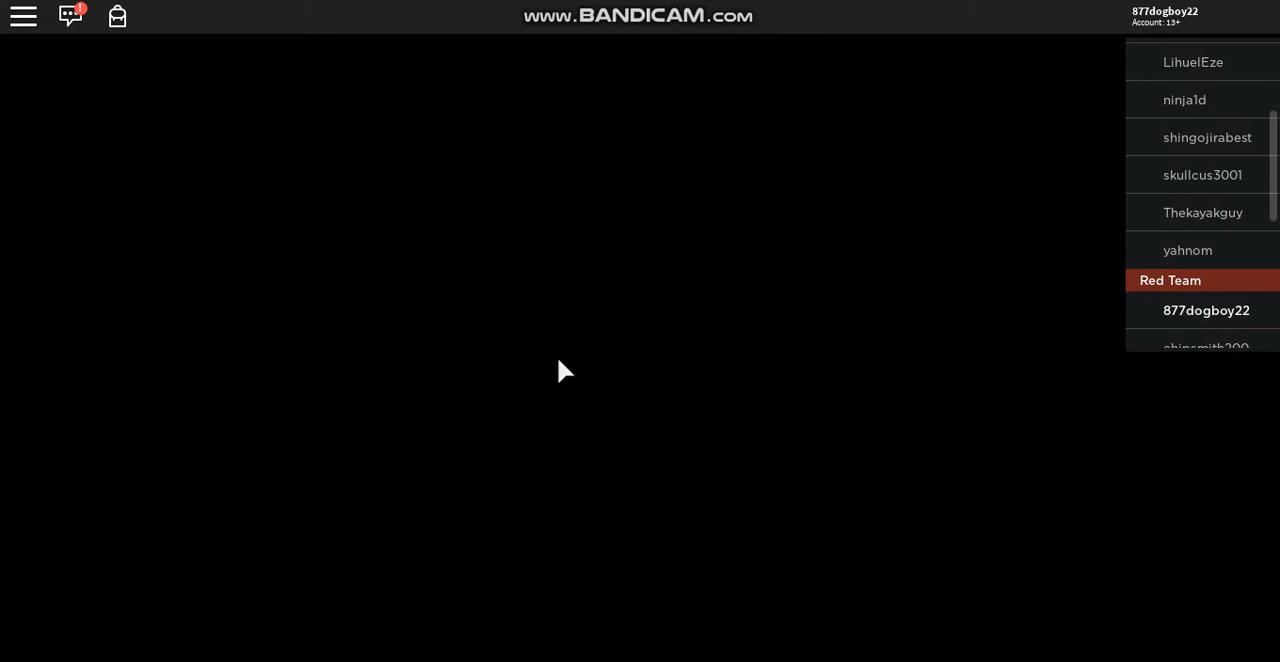 !
www.BANDICAM.com
877dogboy22
Account: 13+
LihuelEze
ninja1d
shingojirabest
skullcus3001
Thekayakguy
yahnom
Red Team
877dogboy22